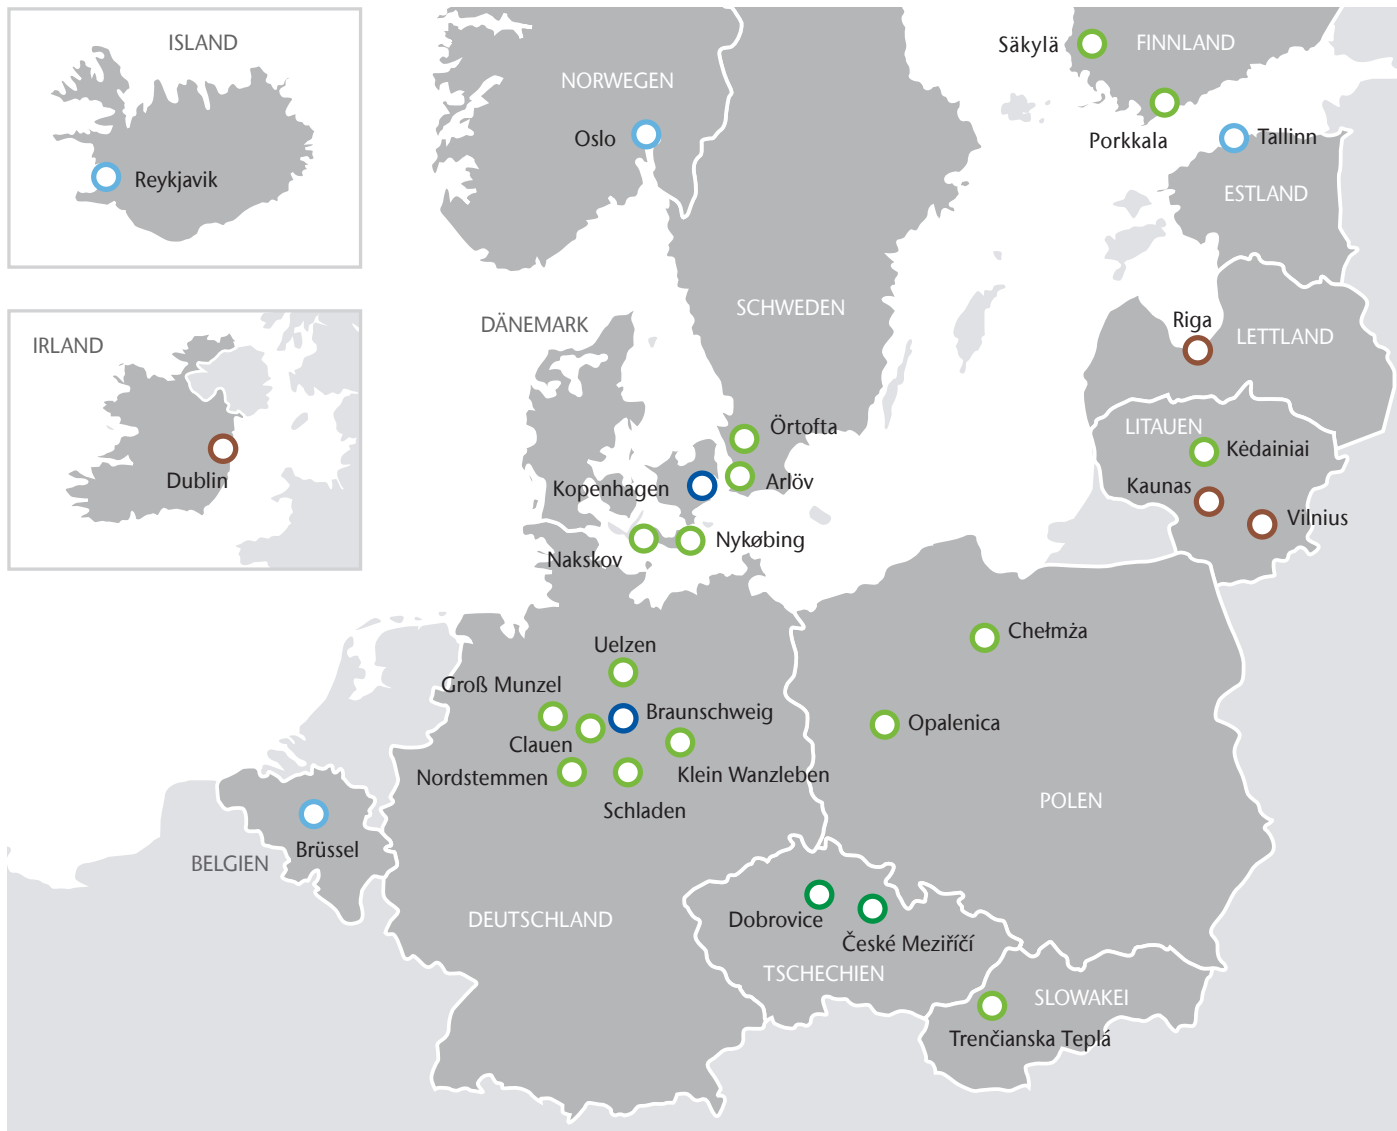 ISLAND
Reykjavik
IRLAND
Dublin
NORWEGEN
Oslo
Säkylä
FINNLAND
Porkkala
Tallinn
ESTLAND
SCHWEDEN
DÄNEMARK
Riga
LETTLAND
Örtofta
LITAUEN
Kėdainiai
Kopenhagen
Arlöv
Kaunas
Vilnius
Nakskov
Nykøbing
Chełmża
Uelzen
Groß Munzel
Braunschweig
Opalenica
Clauen
Nordstemmen
Klein Wanzleben
Schladen
POLEN
Brüssel
BELGIEN
DEUTSCHLAND
Dobrovice
České Meziříčí
TSCHECHIEN
SLOWAKEI
Trenčianska Teplá